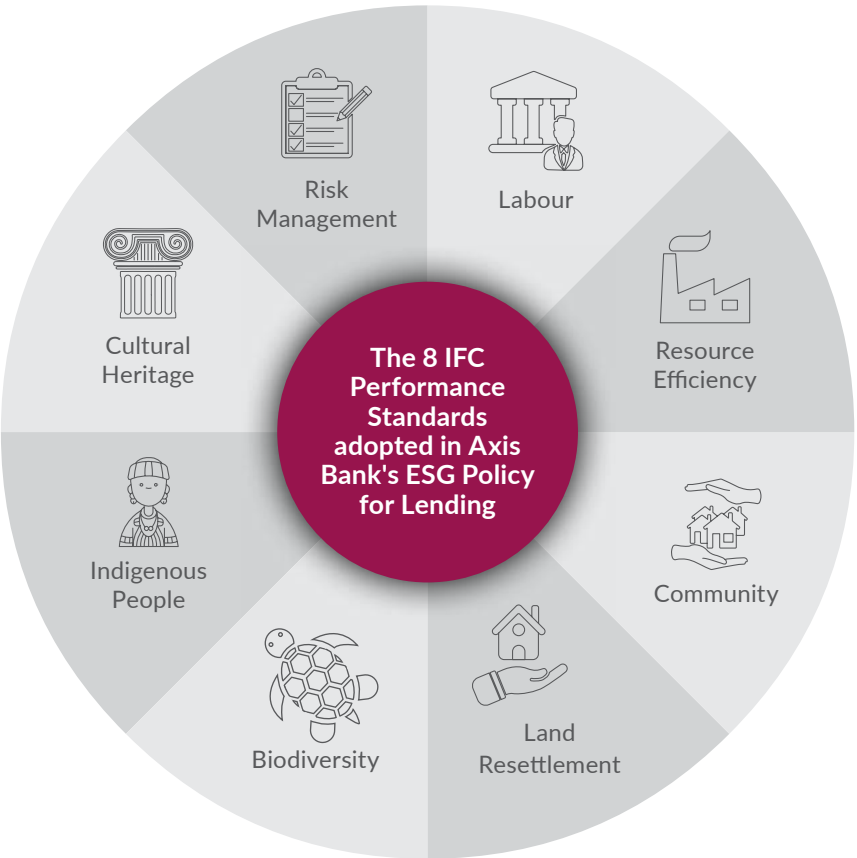 Risk
Management
Labour
Cultural
Heritage
Resource
Efficiency
The 8 IFC
Performance
Standards
adopted in Axis
Bank's ESG Policy
for Lending
Indigenous
People
Community
Biodiversity
Land
Resettlement